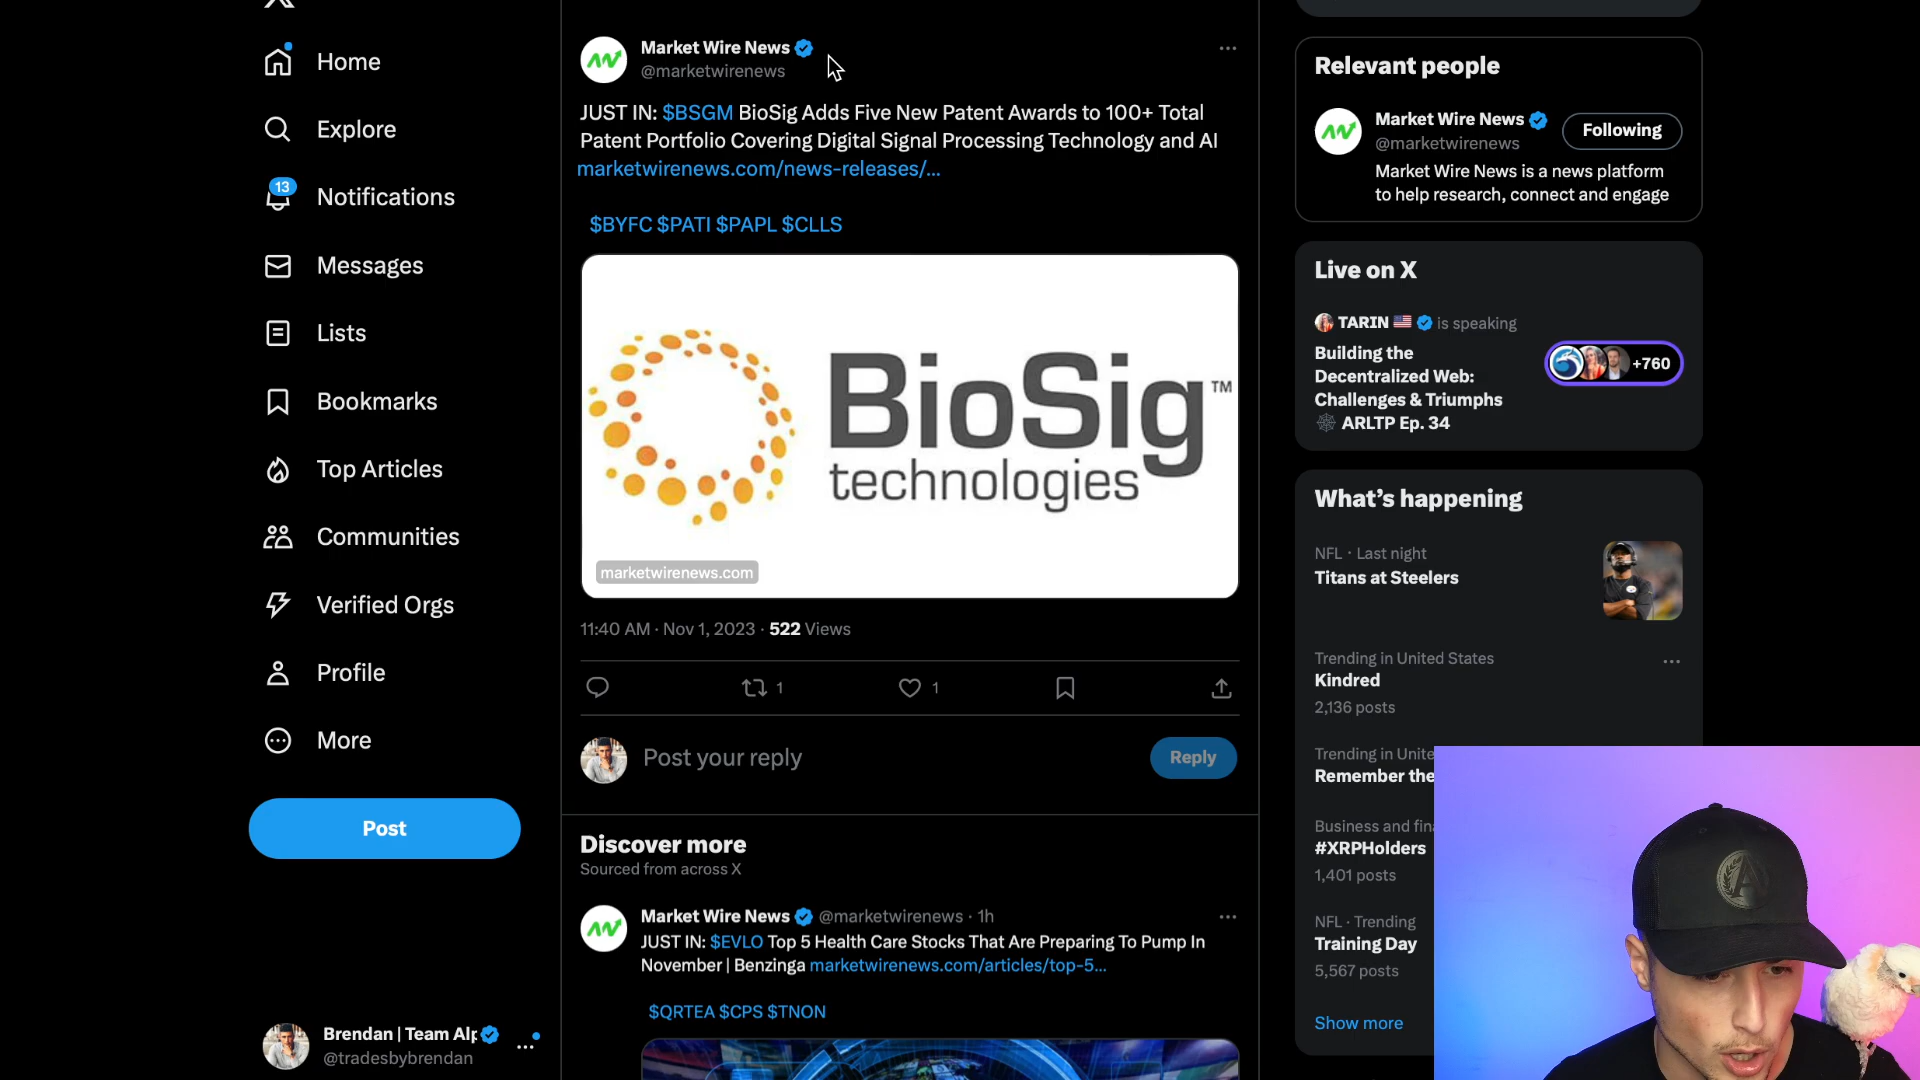 Home
Explore
13
Notifications
Messages
Lists
Bookmarks
Top Articles
Communities
Verified Orgs
Profile
More
Post
Brendan | Team Alp
@tradesbybrendan
Market Wire News
@marketwirenews
JUST IN: $BSGM BioSig Adds Five New Patent Awards to 100+ Total
Patent Portfolio Covering Digital Signal Processing Technology and AI
marketwirenews.com/news-releases/...
$BYFC $PATI $PAPL $CLLS
BioSig™
technologies
marketwirenews.com
11:40 AM · Nov 1, 2023 · 522 Views
1
1
Post your reply
Reply
Discover more
Sourced from across X
Market Wire News @marketwirenews · 1h
JUST IN: $EVLO Top 5 Health Care Stocks That Are Preparing To Pump In
November | Benzinga marketwirenews.com/articles/top-5...
$QRTEA $CPS $TNON
Relevant people
Market Wire News
@marketwirenews
Following
Market Wire News is a news platform
to help research, connect and engage
Live on X
TARIN is speaking
Building the
Decentralized Web:
Challenges & Triumphs
ARLTP Ep. 34
+760
What's happening
NFL · Last night
Titans at Steelers
Trending in United States
Kindred
2,136 posts
Trending in Unite
Remember the
Business and fin
#XRPHolders
1,401 posts
NFL · Trending
Training Day
5,567 posts
Show more